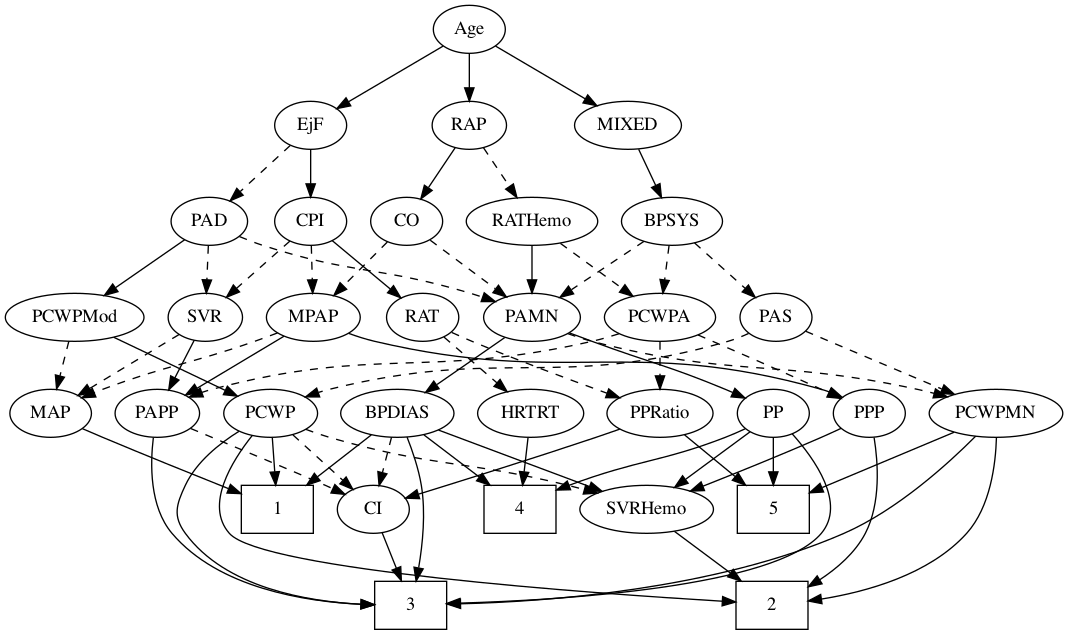 Age
EjF
RAP
MIXED
PAD
CPI
CO
RATHemo
BPSYS
PCWPMod
SVR
MPAP
RAT
PAMN
PCWPA
PAS
MAP
PAPP
PCWP
BPDIAS
HRTRT
PPRatio
PP
PPP
PCWPMN
1
CI
4
SVRHemo
5
3
2